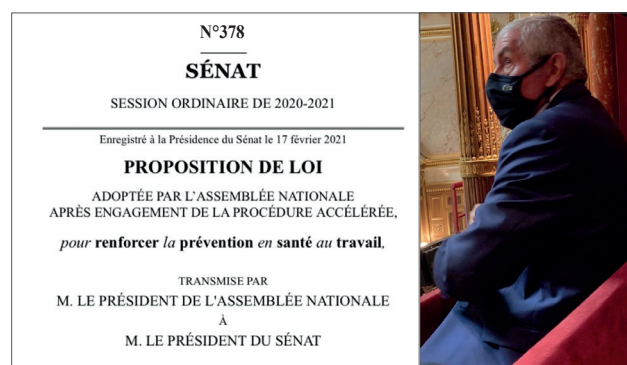 N°378
SÉNAT
SESSION ORDINAIRE DE 2020-2021
Enregistré à la Présidence du Sénat le 17 février 2021
PROPOSITION DE LOI
ADOPTÉE PAR L'ASSEMBLÉE NATIONALE
APRÈS ENGAGEMENT DE LA PROCÉDURE ACCÉLÉRÉE,
pour renforcer la prévention en santé au travail,
TRANSMISE PAR
M. LE PRÉSIDENT DE L'ASSEMBLÉE NATIONALE
À
M. LE PRÉSIDENT DU SÉNAT